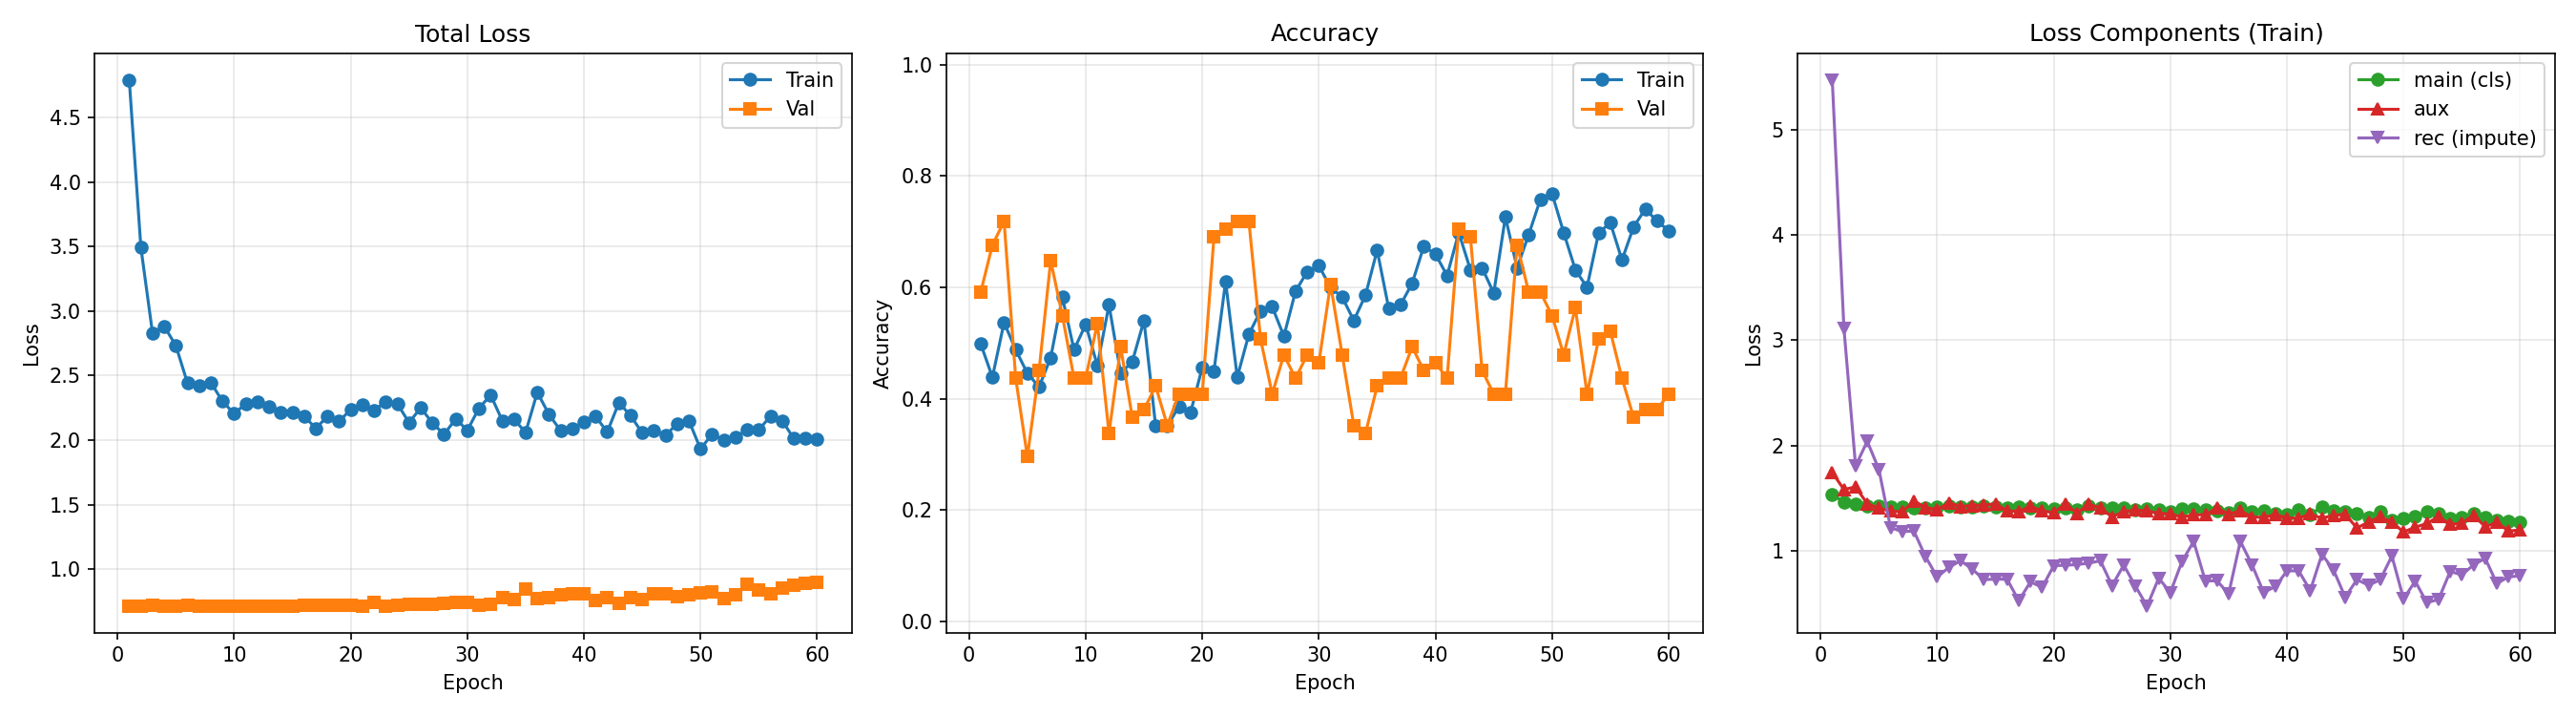 Total Loss
Train
Val
4.5
4.0
3.5
3.0
2.5
2.0
1.5
1.0
Loss
0 10 20 30 40 50 60
Epoch
Accuracy
Train
Val
1.0
0.8
0.6
0.4
0.2
0.0
Accuracy
0 10 20 30 40 50 60
Epoch
Loss Components (Train)
main (cls)
aux
rec (impute)
5
4
3
2
1
Loss
0 10 20 30 40 50 60
Epoch